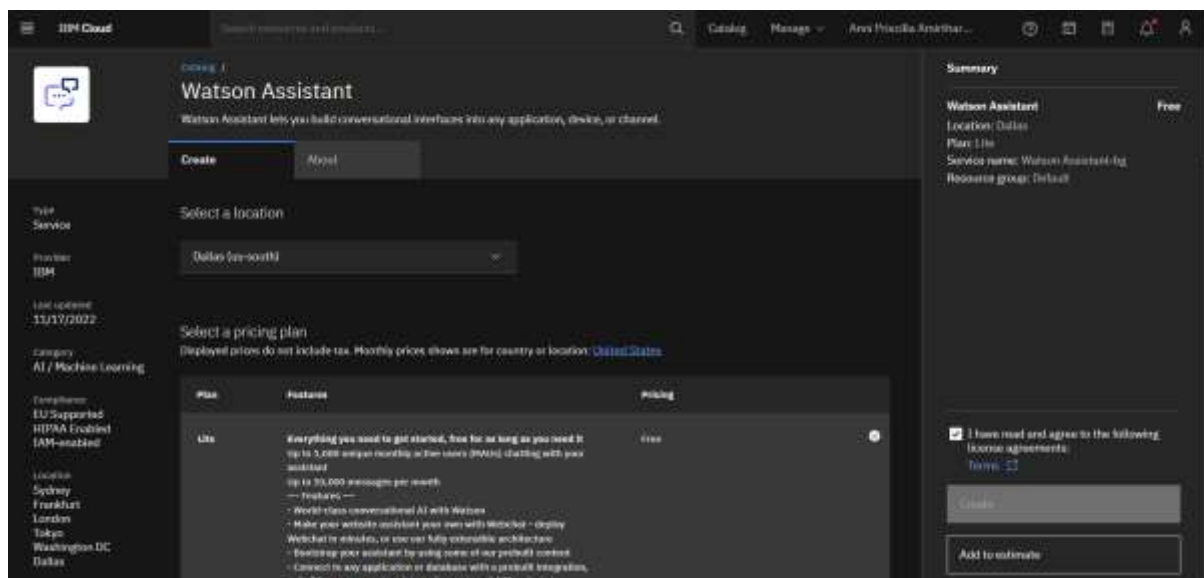 IBM Cloud
Search resources and products...
Catalog
Manage
Catalog /
Watson Assistant
Watson Assistant lets you build conversational interfaces into any application, device, or channel.
Create
About
Type
Service
Provider
IBM
Last updated
11/17/2022
Category
AI / Machine Learning
Compliance
EU Supported
HIPAA Enabled
IAM-enabled
Location
Sydney
Frankfurt
London
Tokyo
Washington DC
Dallas
Select a location
Dallas (us-south)
Select a pricing plan
Displayed prices do not include tax. Monthly prices shown are for country or location: United States
Plan
Features
Pricing
Lite
Everything you need to get started, free for as long as you need it
Free
Up to 1,000 unique monthly active users (MAUs) chatting with your
assistant
Up to 10,000 messages per month
--- Features ---
- World-class conversational AI with Watson
- Make your website assistant your own with Webchat - deploy
Webchat in minutes, or use our fully extensible architecture
- Bootstrap your assistant by using some of our prebuilt content
- Connect to any application or database with a prebuilt integration,
Summary
Watson Assistant
Free
Location: Dallas
Plan: Lite
Service name: Watson Assistant-
Resource group: Default
I have read and agree to the following
license agreements:
Terms
Create
Add to estimate